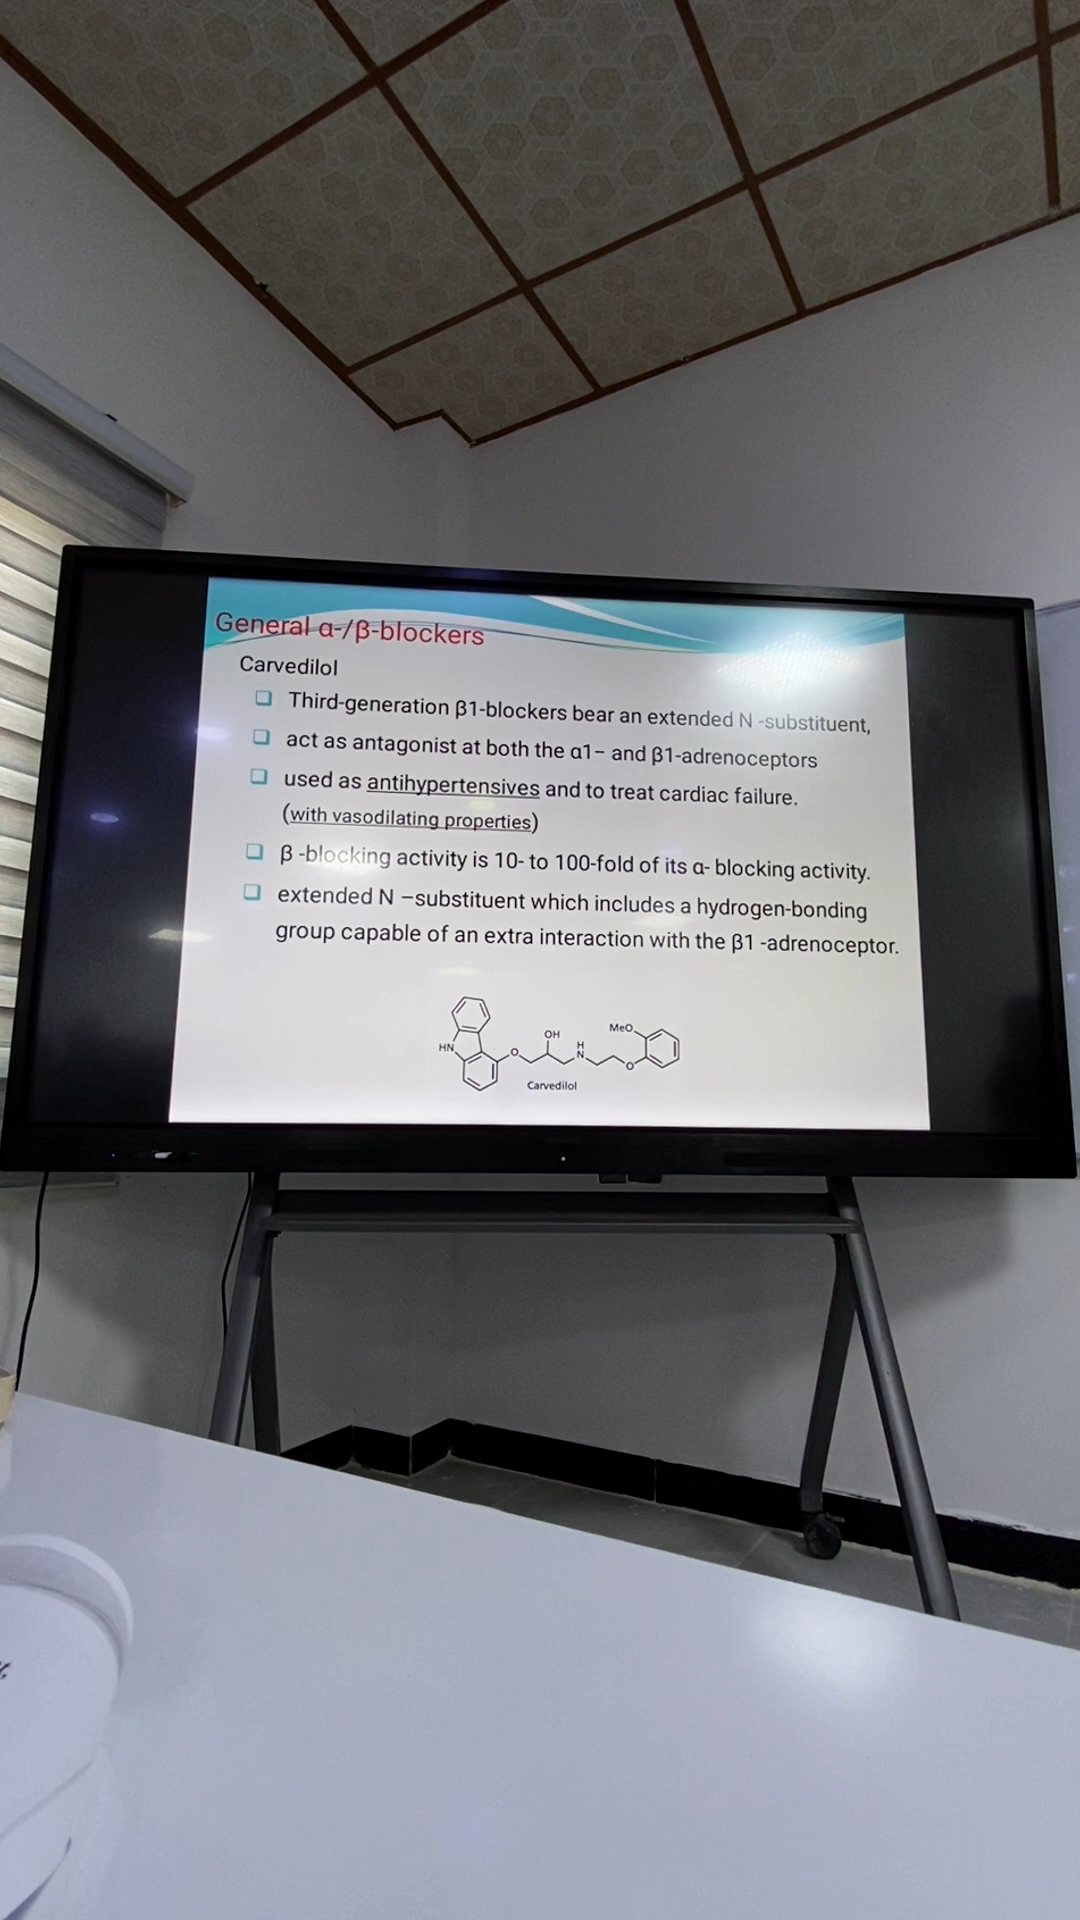 General α-/β-blockers
Carvedilol
❑ Third-generation β1-blockers bear an extended N -substituent,
❑ act as antagonist at both the α1– and β1-adrenoceptors
❑ used as antihypertensives and to treat cardiac failure.
(with vasodilating properties)
❑ β -blocking activity is 10- to 100-fold of its α- blocking activity.
❑ extended N –substituent which includes a hydrogen-bonding
group capable of an extra interaction with the β1 -adrenoceptor.
HN
O
OH
H
N
O
MeO
Carvedilol